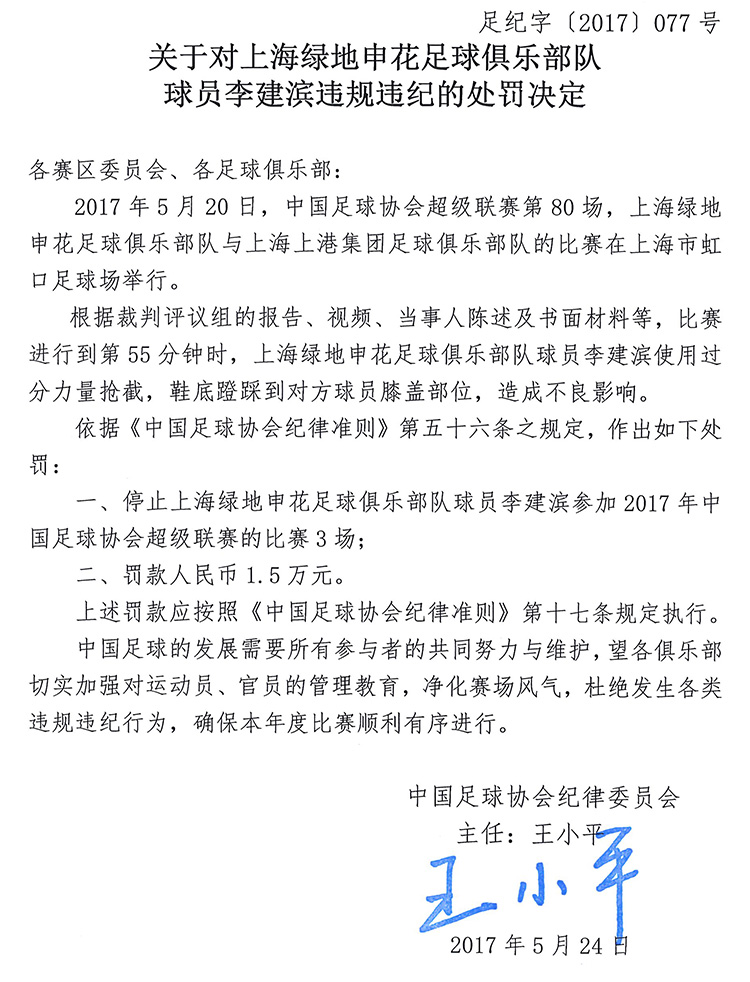 足纪字〔2017〕077 号
关于对上海绿地申花足球俱乐部队
球员李建滨违规违纪的处罚决定
各赛区委员会、各足球俱乐部：
2017 年 5 月 20 日，中国足球协会超级联赛第 80 场，上海绿地
申花足球俱乐部队与上海上港集团足球俱乐部队的比赛在上海市虹
口足球场举行。
根据裁判评议组的报告、视频、当事人陈述及书面材料等，比赛
进行到第 55 分钟时，上海绿地申花足球俱乐部队球员李建滨使用过
分力量抢截，鞋底蹬踩到对方球员膝盖部位，造成不良影响。
依据《中国足球协会纪律准则》第五十六条之规定，作出如下处
罚：
一、停止上海绿地申花足球俱乐部队球员李建滨参加 2017 年中
国足球协会超级联赛的比赛 3 场；
二、罚款人民币 1.5 万元。
上述罚款应按照《中国足球协会纪律准则》第十七条规定执行。
中国足球的发展需要所有参与者的共同努力与维护，望各俱乐部
切实加强对运动员、官员的管理教育，净化赛场风气，杜绝发生各类
违规违纪行为，确保本年度比赛顺利有序进行。
中国足球协会纪律委员会
主任：王小平
王小平
2017 年 5 月 24 日